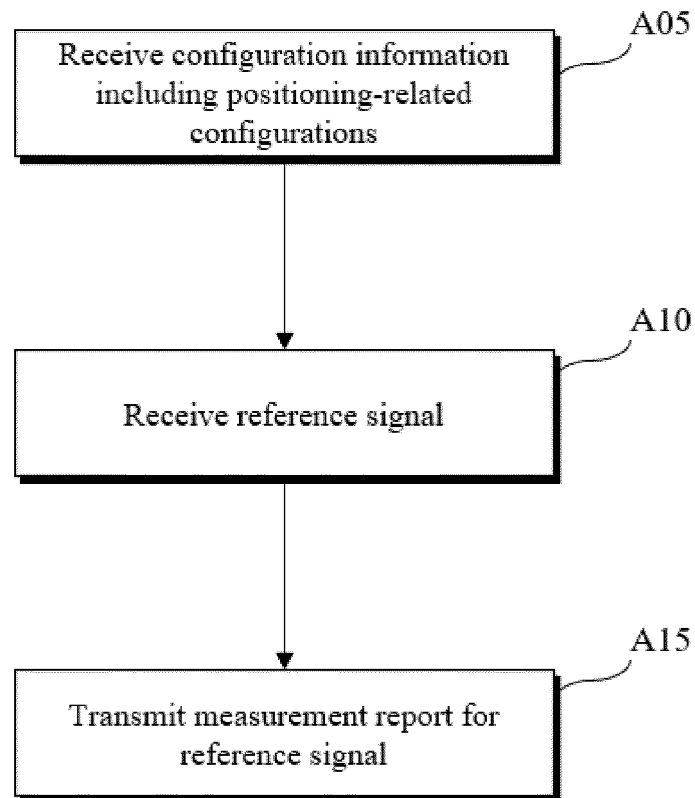 A05
Receive configuration information
including positioning-related
configurations
A10
Receive reference signal
A15
Transmit measurement report for
reference signal